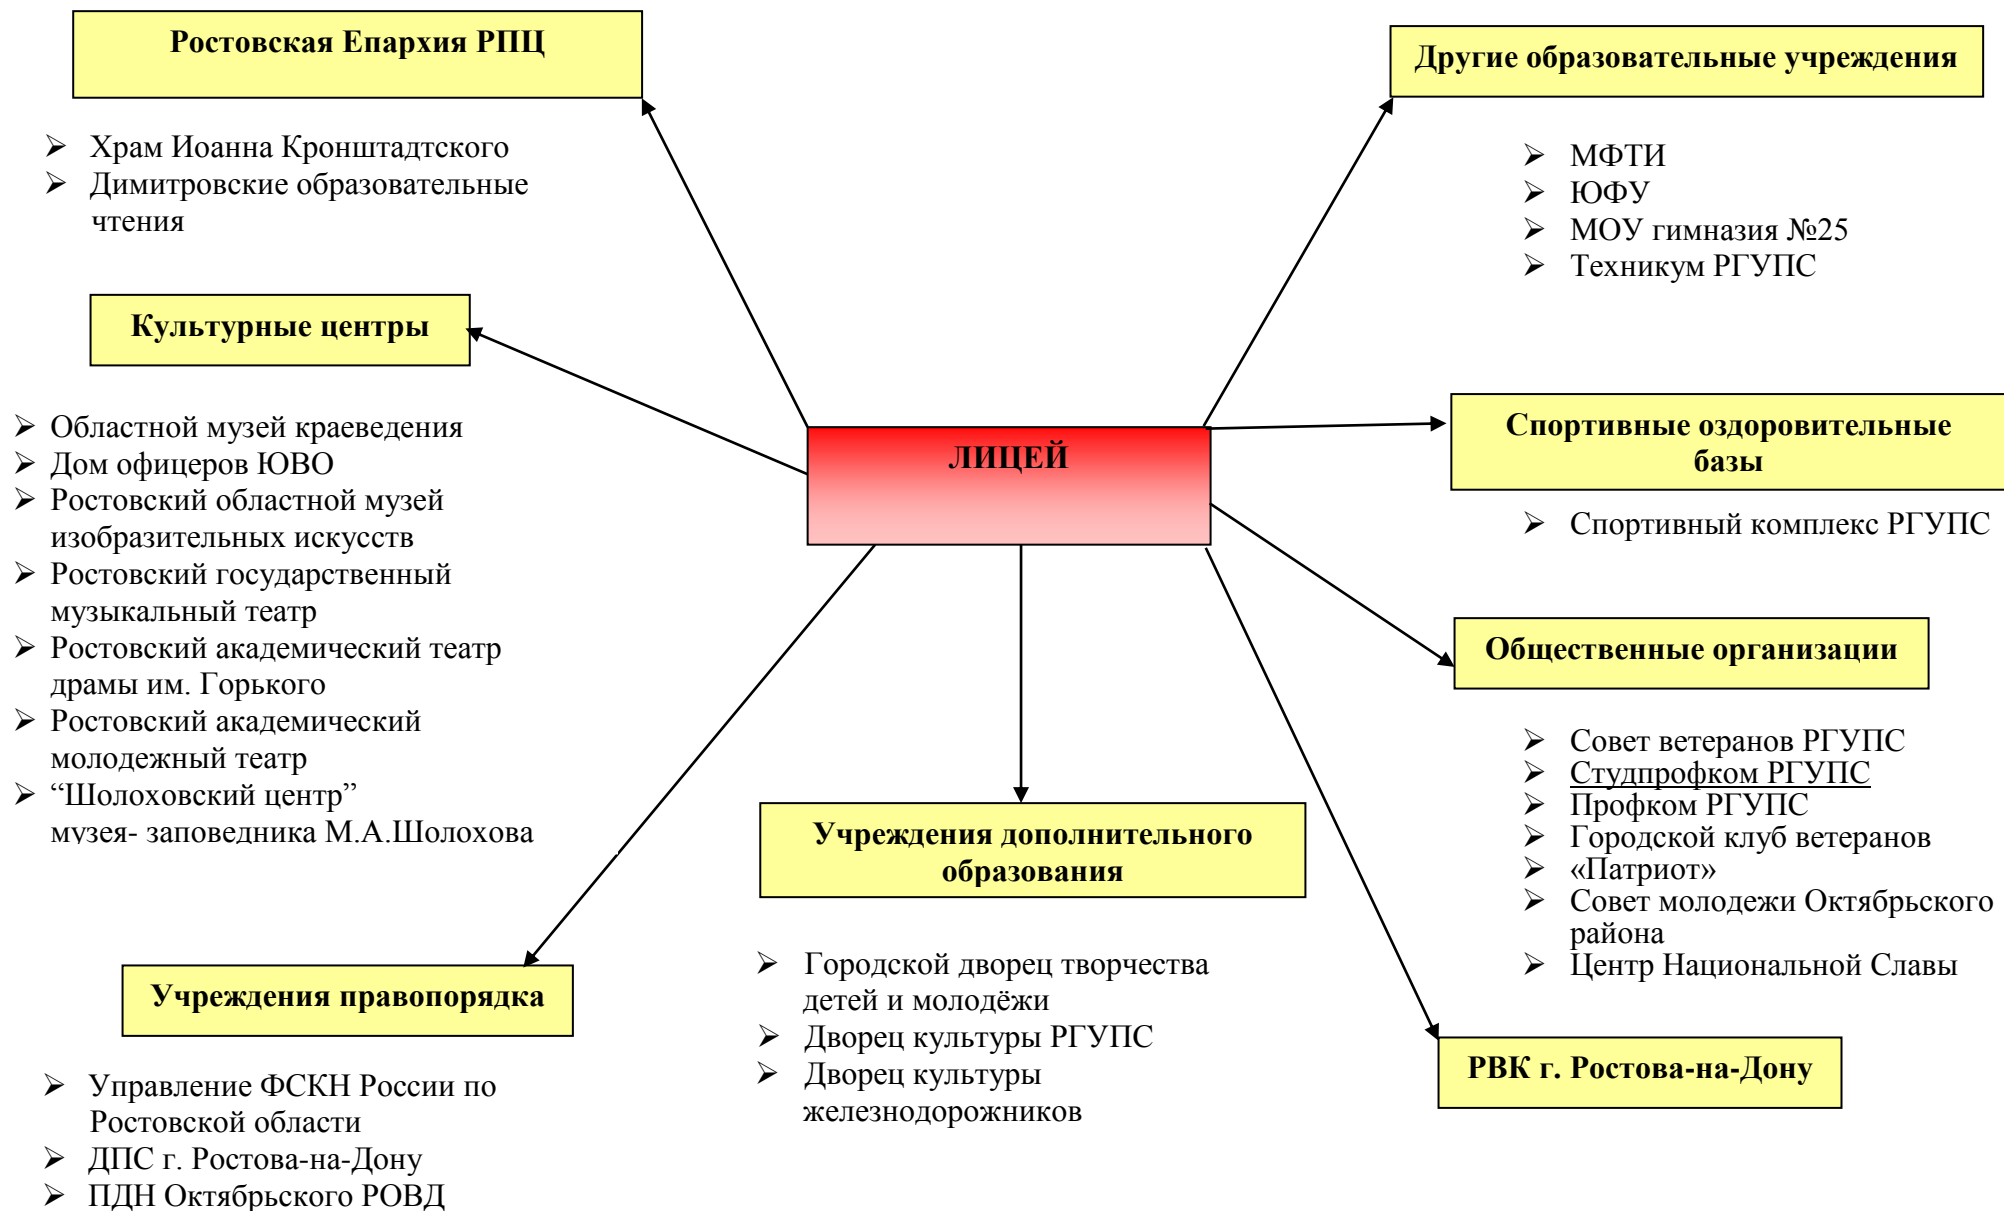 Ростовская Епархия РПЦ
Храм Иоанна Кронштадтского
Димитровские образовательные
чтения
Культурные центры
Областной музей краеведения
Дом офицеров ЮВО
Ростовский областной музей
изобразительных искусств
Ростовский государственный
музыкальный театр
Ростовский академический театр
драмы им. Горького
Ростовский академический
молодежный театр
“Шолоховский центр”
музея- заповедника М.А.Шолохова
Учреждения правопорядка
Управление ФСКН России по
Ростовской области
ДПС г. Ростова-на-Дону
ПДН Октябрьского РОВД
ЛИЦЕЙ
Учреждения дополнительного
образования
Городской дворец творчества
детей и молодёжи
Дворец культуры РГУПС
Дворец культуры
железнодорожников
Другие образовательные учреждения
МФТИ
ЮФУ
МОУ гимназия №25
Техникум РГУПС
Спортивные оздоровительные
базы
Спортивный комплекс РГУПС
Общественные организации
Совет ветеранов РГУПС
Студпрофком РГУПС
Профком РГУПС
Городской клуб ветеранов
«Патриот»
Совет молодежи Октябрьского
района
Центр Национальной Славы
РВК г. Ростова-на-Дону